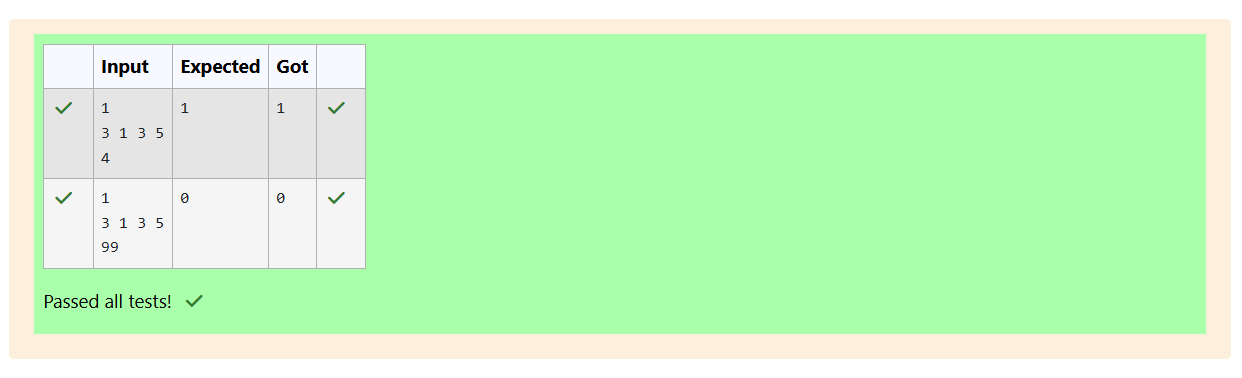 Input Expected Got
1 1 1
3 1 3 5
4
1 0 0
3 1 3 5
99
Passed all tests!